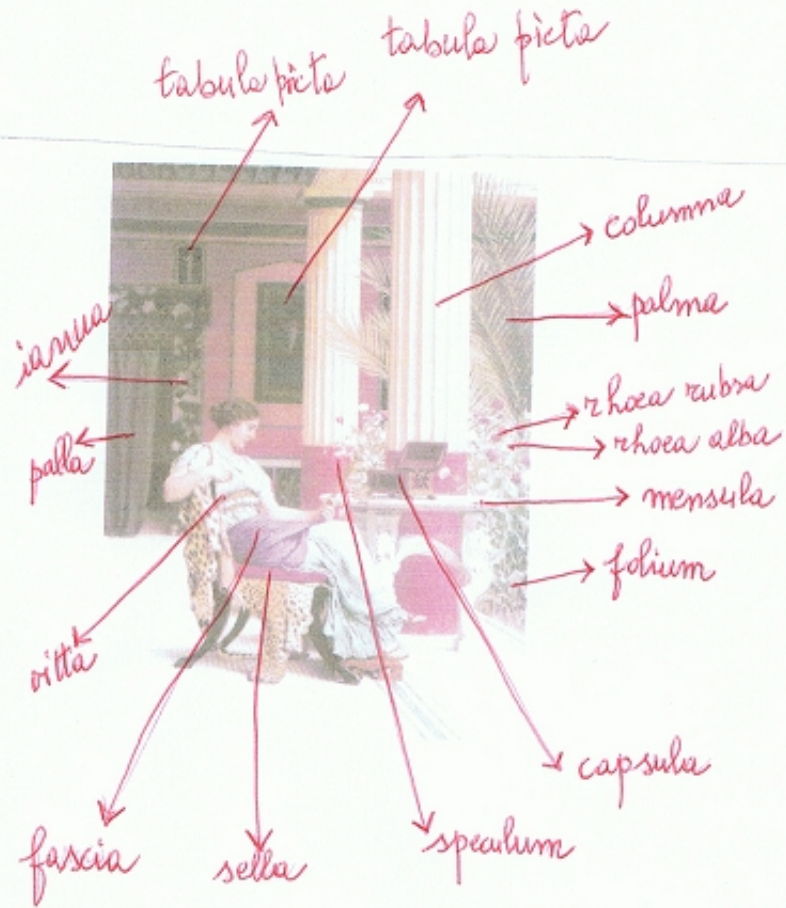 tabula picta
tabula picta
columna
palma
ianua
rhoea rubra
rhoea alba
palla
mensula
folium
vitta
capsula
fascia
sella
speculum